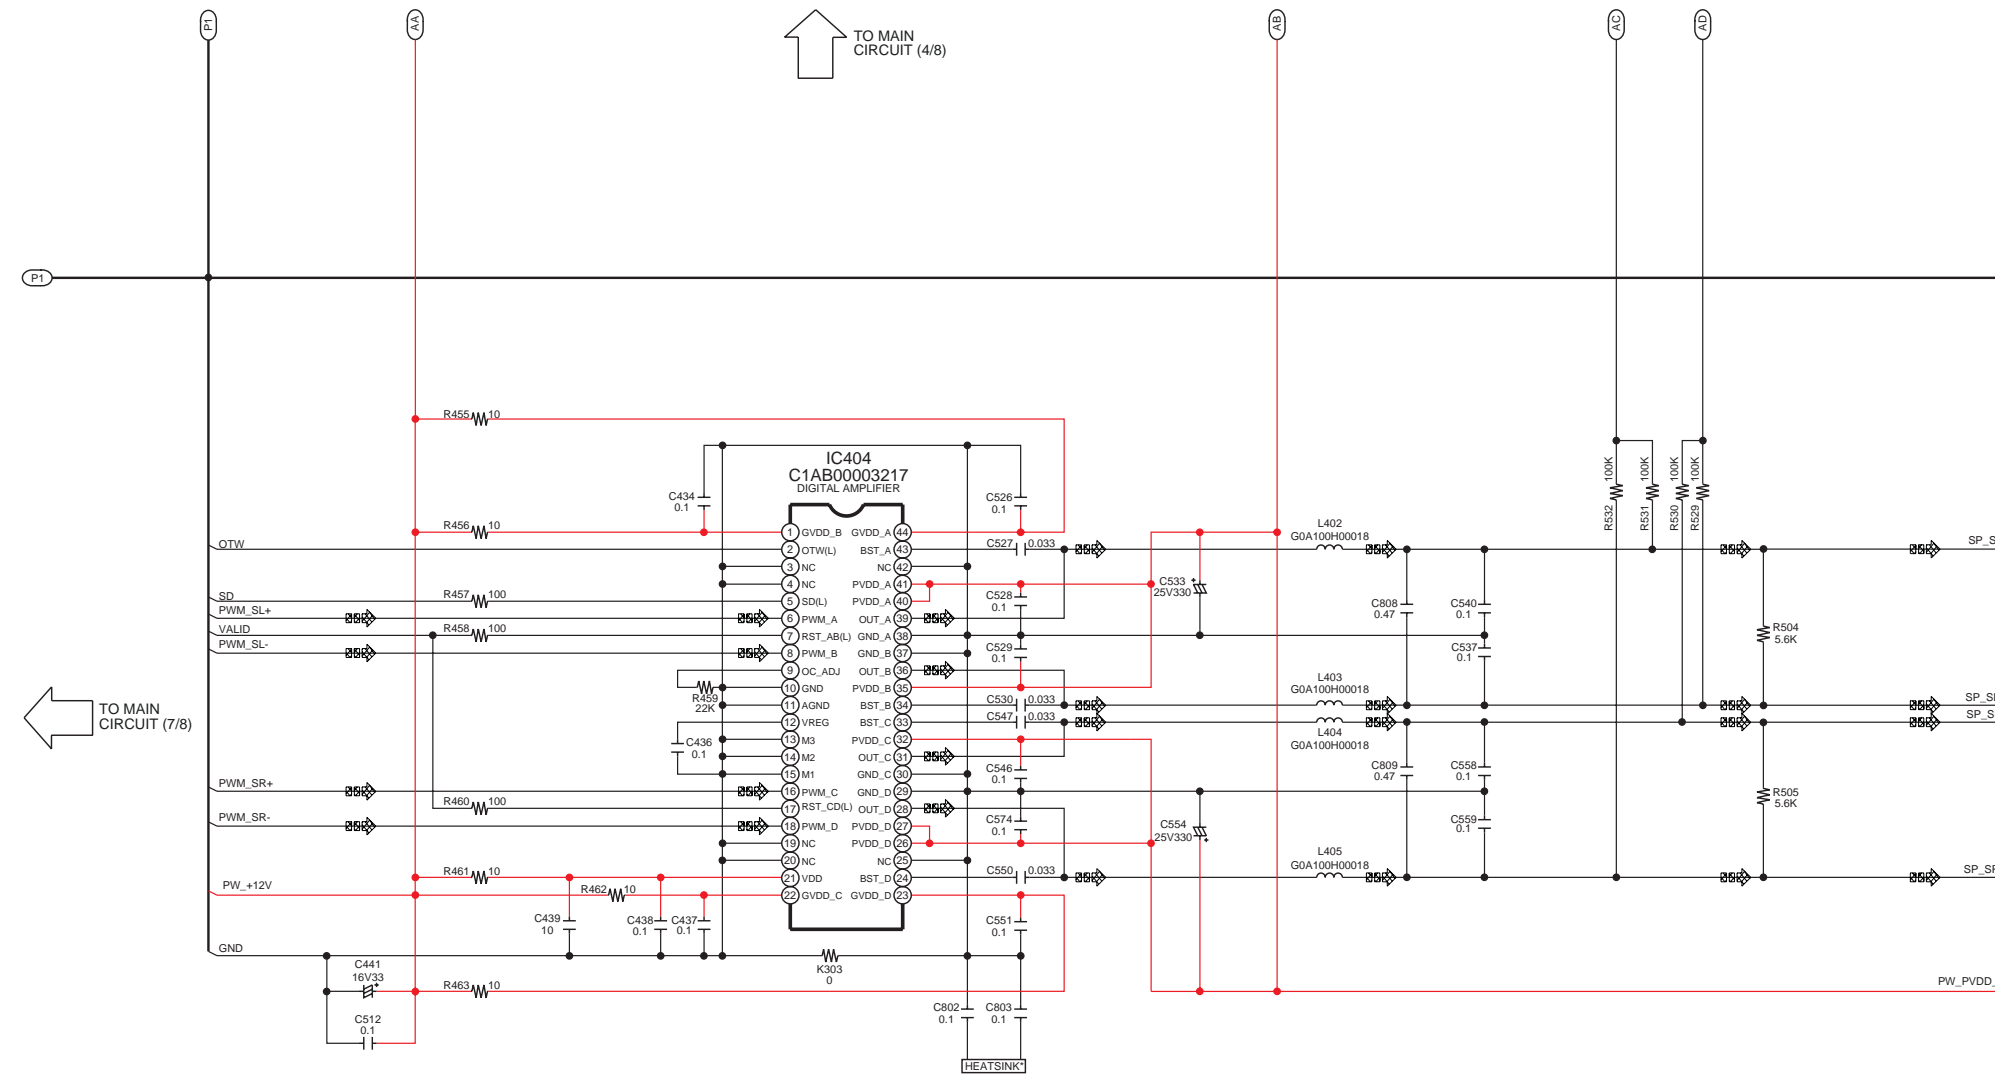 P1
AA
AB
AC
AD
TO MAIN
CIRCUIT (4/8)
P1
R455 10
IC404
C1AB00003217
DIGITAL AMPLIFIER
C434
0.1
C526
0.1
R456 10
OTW
SD
R457 100
PWM_SL+
VALID
R458 100
PWM_SL-
R459
22K
C436
0.1
TO MAIN
CIRCUIT (7/8)
PWM_SR+
R460 100
PWM_SR-
R461 10
PW_+12V
R462 10
C439
10
C438
0.1
C437
0.1
GND
C441
16V33
+
R463 10
C512
0.1
K303
0
1 GVDD_B GVDD_A 44
2 OTW(L) BST_A 43
3 NC NC 42
4 NC PVDD_A 41
5 SD(L) PVDD_A 40
6 PWM_A OUT_A 39
7 RST_AB(L) GND_A 38
8 PWM_B GND_B 37
9 OC_ADJ OUT_B 36
10 GND PVDD_B 35
11 AGND BST_B 34
12 VREG BST_C 33
13 M3 PVDD_C 32
14 M2 OUT_C 31
15 M1 GND_C 30
16 PWM_C GND_D 29
17 RST_CD(L) OUT_D 28
18 PWM_D PVDD_D 27
19 NC PVDD_D 26
20 NC NC 25
21 VDD BST_D 24
22 GVDD_C GVDD_D 23
C527 0.033
C528
0.1
C529
0.1
C530 0.033
C547 0.033
C546
0.1
C574
0.1
C550 0.033
C551
0.1
C802
0.1
C803
0.1
HEATSINK*
C533 +
25V330
C554
25V330
+
L402
G0A100H00018
L403
G0A100H00018
L404
G0A100H00018
L405
G0A100H00018
C808
0.47
C540
0.1
C537
0.1
C809
0.47
C558
0.1
C559
0.1
R532 100K
R531 100K
R530 100K
R529 100K
R504
5.6K
R505
5.6K
PW_PVDD_